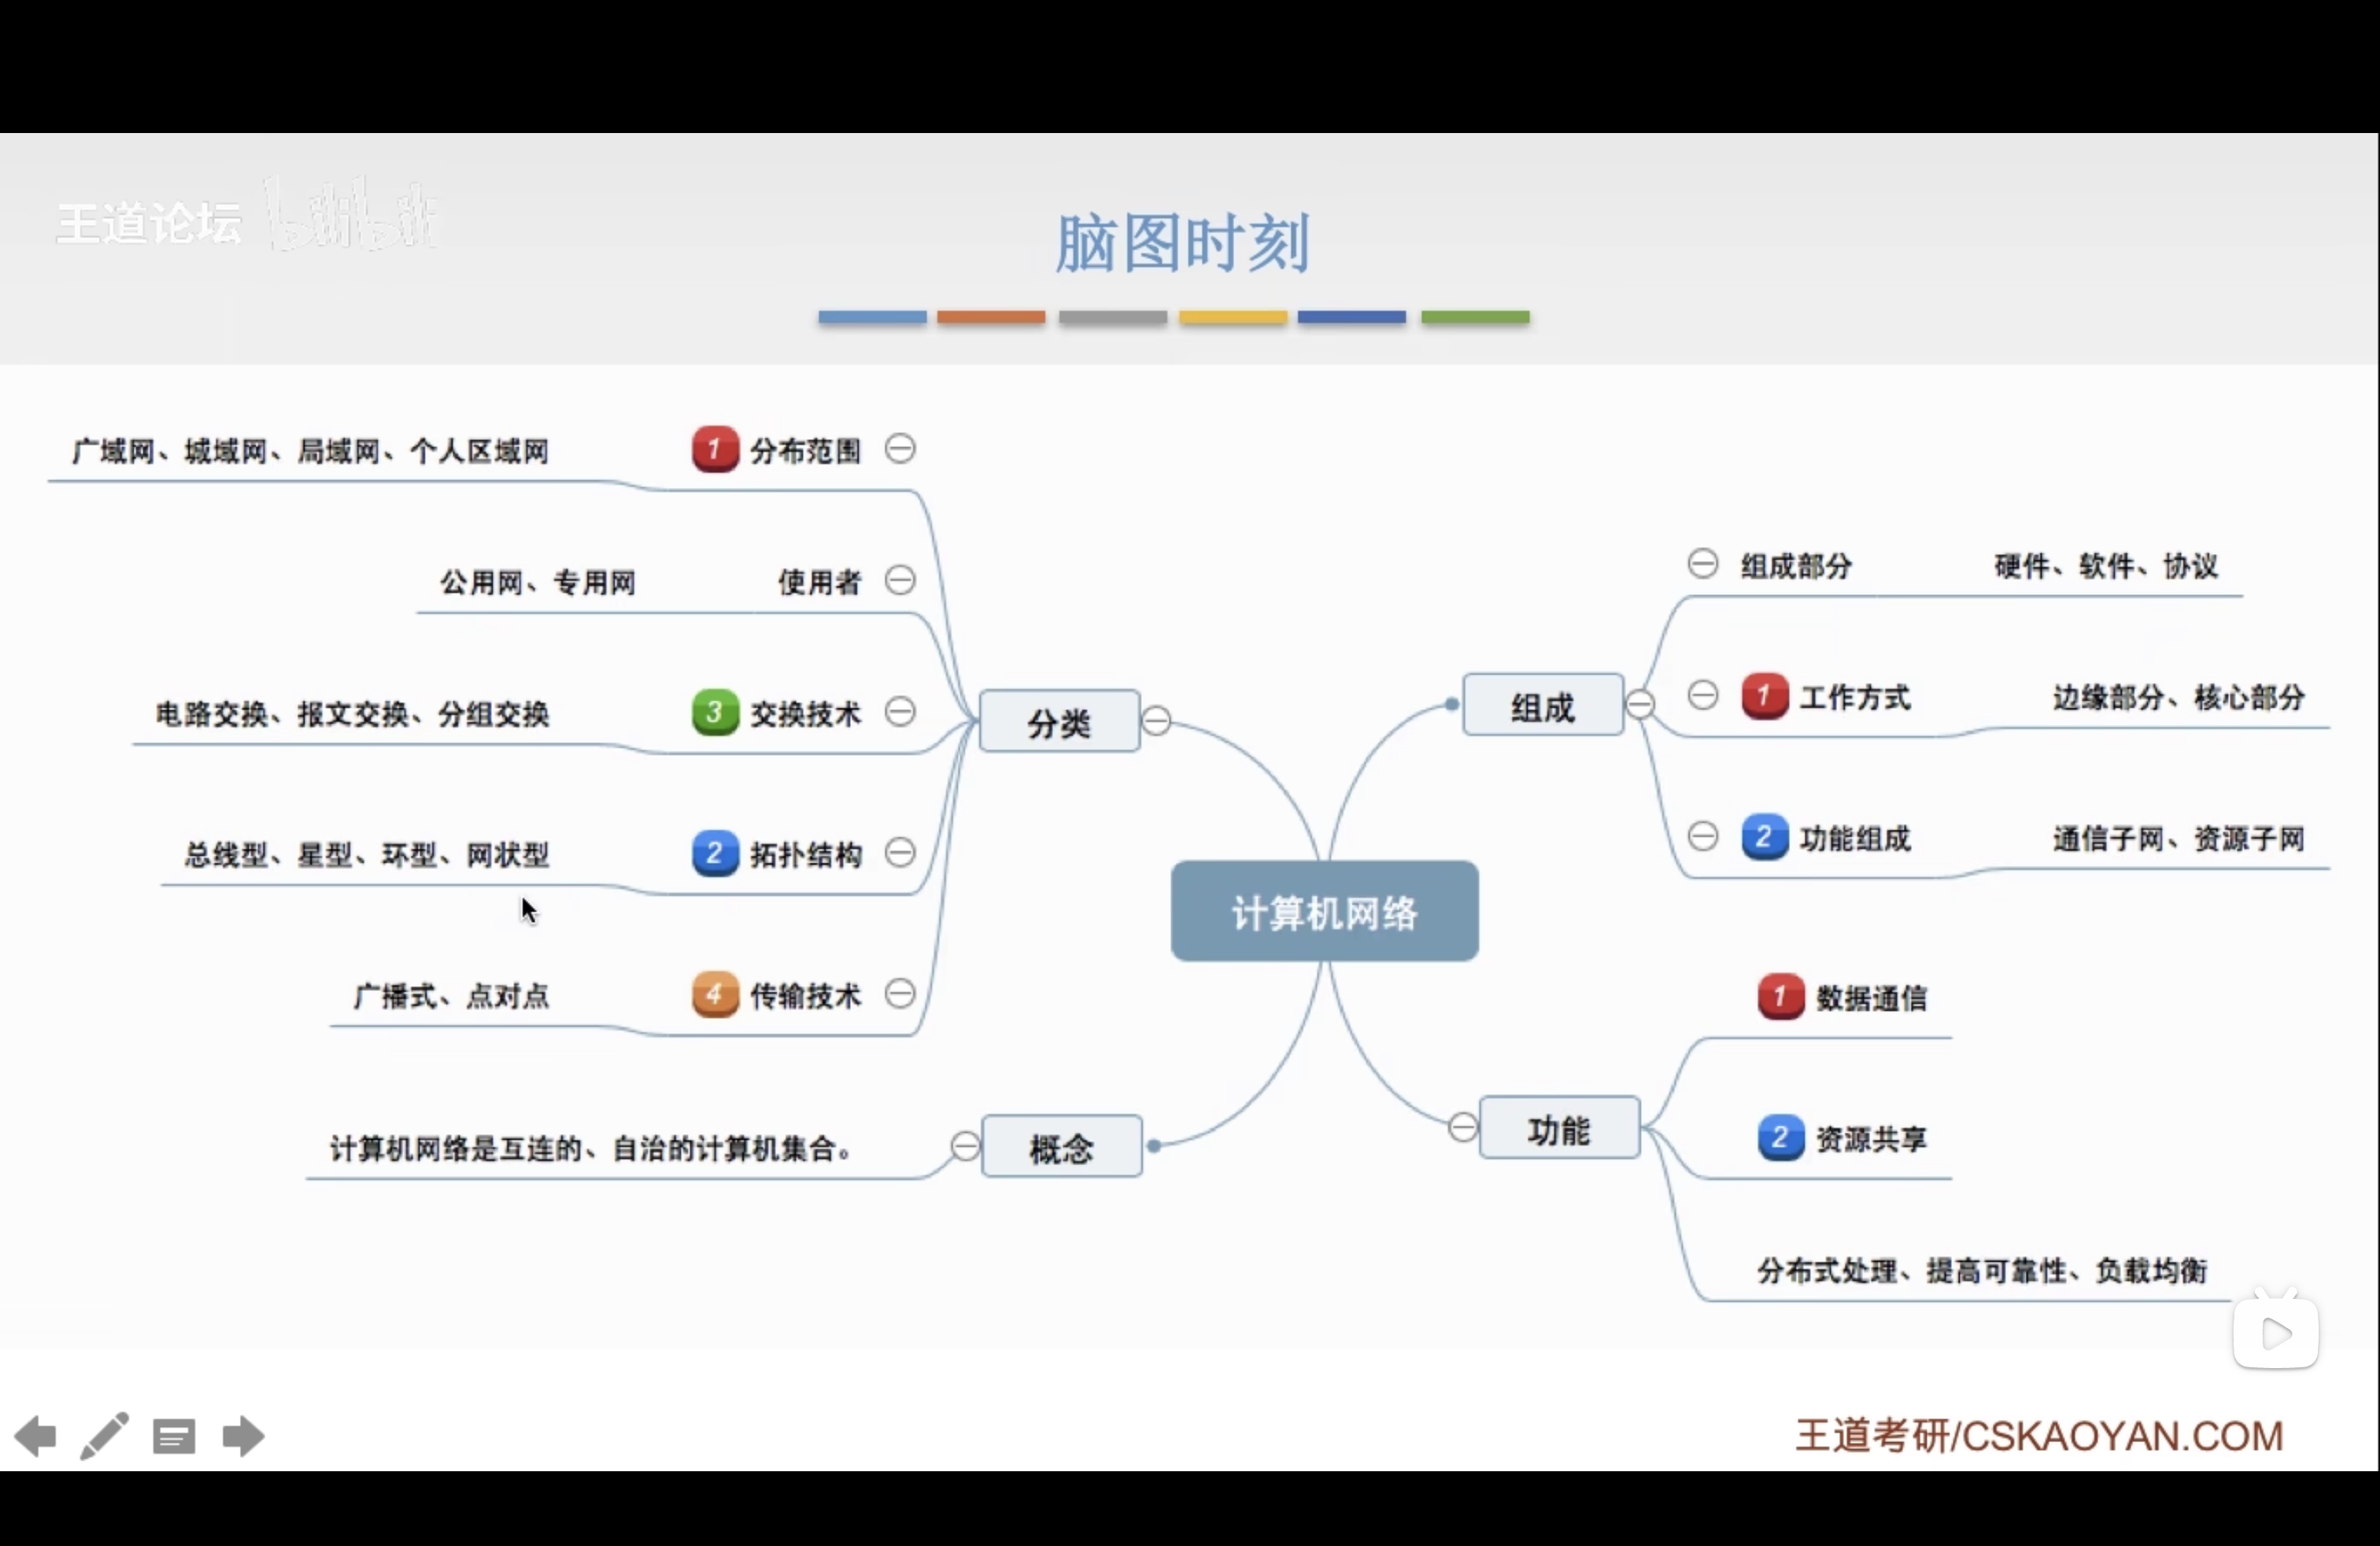 王道论坛 bilibili
脑图时刻
广域网、城域网、局域网、个人区域网 1 分布范围
公用网、专用网 使用者
电路交换、报文交换、分组交换 3 交换技术
总线型、星型、环型、网状型 2 拓扑结构
广播式、点对点 4 传输技术
分类
计算机网络是互连的、自治的计算机集合。
概念
计算机网络
组成
组成部分 硬件、软件、协议
1 工作方式 边缘部分、核心部分
2 功能组成 通信子网、资源子网
功能
1 数据通信
2 资源共享
分布式处理、提高可靠性、负载均衡
王道考研/CSKAOYAN.COM